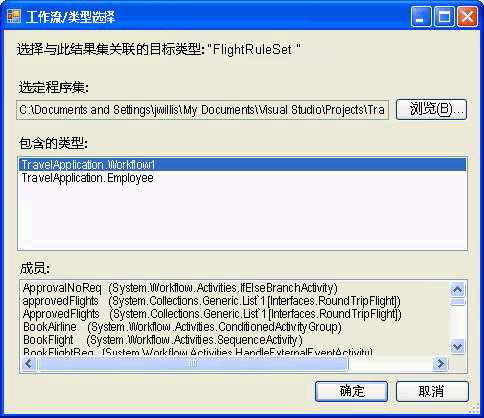 工作流/类型选择
选择与此结果集关联的目标类型:"FlightRuleSet "
选定程序集:
C:\Documents and Settings\jwillis\My Documents\Visual Studio\Projects\Tra
浏览(B)...
包含的类型:
TravelApplication.Workflow1
TravelApplication.Employee
成员:
ApprovalNoReq (System.Workflow.Activities.IfElseBranchActivity)
approvedFlights (System.Collections.Generic.List`1[Interfaces.RoundTripFlight])
ApprovedFlights (System.Collections.Generic.List`1[Interfaces.RoundTripFlight])
BookAirline (System.Workflow.Activities.ConditionedActivityGroup)
BookFlight (System.Workflow.Activities.SequenceActivity)
BookFlightReq (System.Workflow.Activities.HandleExternalEventActivity)
确定 取消